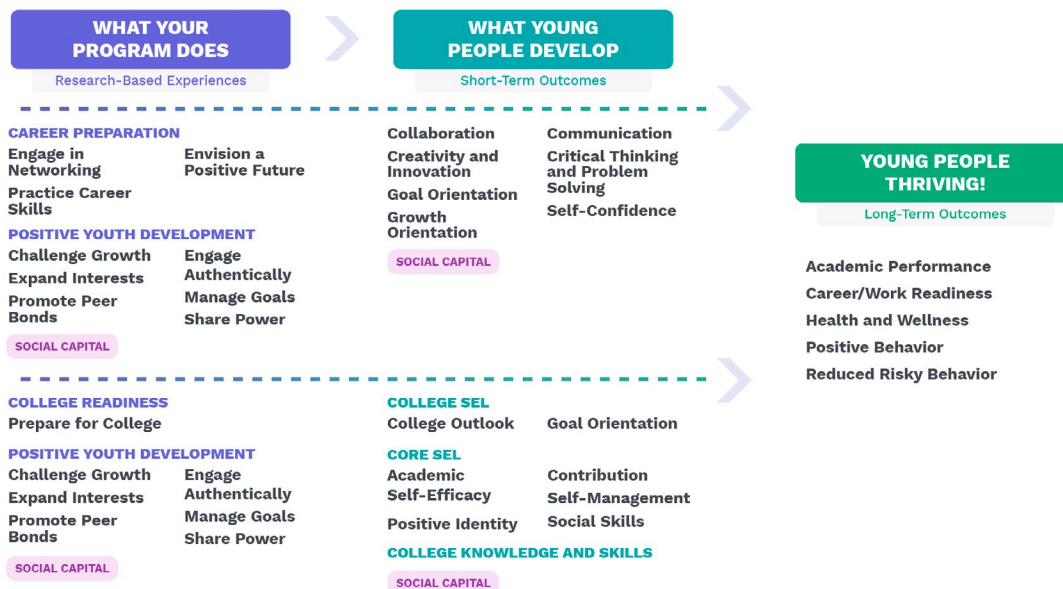 WHAT YOUR
PROGRAM DOES
Research-Based Experiences
WHAT YOUNG
PEOPLE DEVELOP
Short-Term Outcomes
CAREER PREPARATION
Engage in
Networking
Practice Career
Skills
Envision a
Positive Future
POSITIVE YOUTH DEVELOPMENT
Challenge Growth
Expand Interests
Promote Peer
Bonds
Engage
Authentically
Manage Goals
Share Power
SOCIAL CAPITAL
Collaboration
Creativity and
Innovation
Goal Orientation
Growth
Orientation
Communication
Critical Thinking
and Problem
Solving
Self-Confidence
SOCIAL CAPITAL
COLLEGE READINESS
Prepare for College
POSITIVE YOUTH DEVELOPMENT
Challenge Growth
Expand Interests
Promote Peer
Bonds
Engage
Authentically
Manage Goals
Share Power
SOCIAL CAPITAL
COLLEGE SEL
College Outlook
Goal Orientation
CORE SEL
Academic
Self-Efficacy
Positive Identity
Contribution
Self-Management
Social Skills
COLLEGE KNOWLEDGE AND SKILLS
SOCIAL CAPITAL
YOUNG PEOPLE
THRIVING!
Long-Term Outcomes
Academic Performance
Career/Work Readiness
Health and Wellness
Positive Behavior
Reduced Risky Behavior